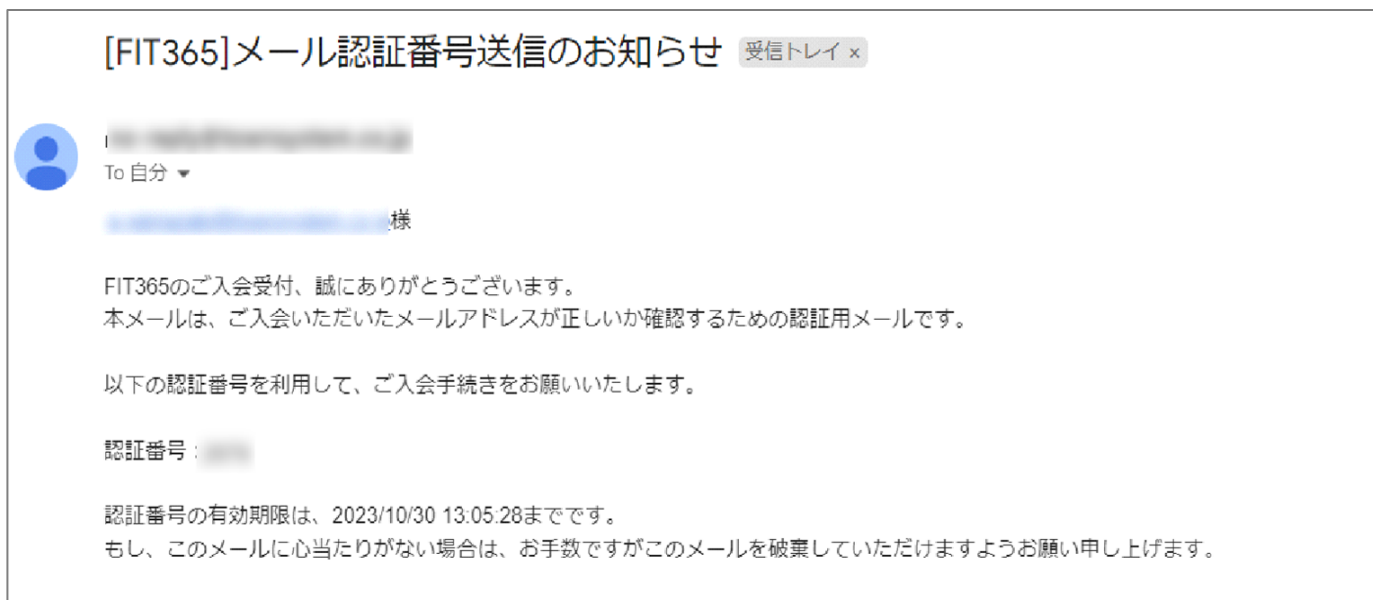 [FIT365]メール認証番号送信のお知らせ 受信トレイ ×
To 自分
様
FIT365のご入会受付、誠にありがとうございます。
本メールは、ご入会いただいたメールアドレスが正しいか確認するための認証用メールです。
以下の認証番号を利用して、ご入会手続きをお願いいたします。
認証番号:
認証番号の有効期限は、2023/10/30 13:05:28までです。
もし、このメールに心当たりがない場合は、お手数ですがこのメールを破棄していただけますようお願い申し上げます。